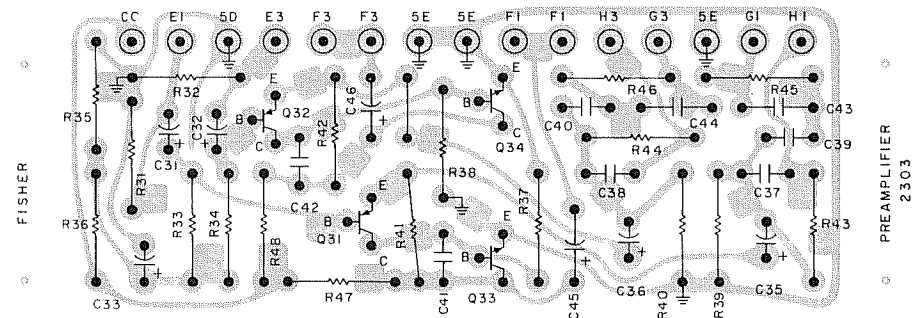 CC E1 5D E3 F3 F3 5E 5E F1 F1 H3 G3 5E G1 H1
R32 E C46 E R46 R45
R35 C32 B Q32 R42 B C40 C44 C43
C C Q34 R44 C39
C31 R38
R31 E C38 C37
R36 R33 R34 C42 B R41 R37 R43
R48 Q31 C E
B
C33 R47 C41 Q33 C C45 C36 R40 R39 C35
FISHER
PREAMPLIFIER
2303